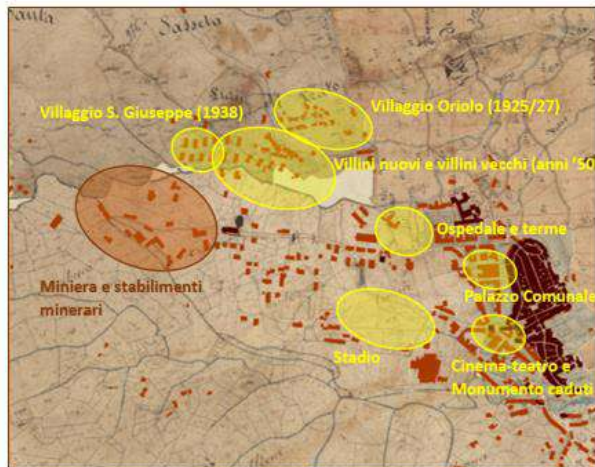 Sasseta
Villaggio S. Giuseppe (1938)
Villaggio Oriolo (1925/27)
Villini nuovi e villini vecchi (anni '50
Ospedale e terme
Miniera e stabilimenti
minerari
Palazzo Comunale
Stadio
Cinema-teatro e
Monumento caduti